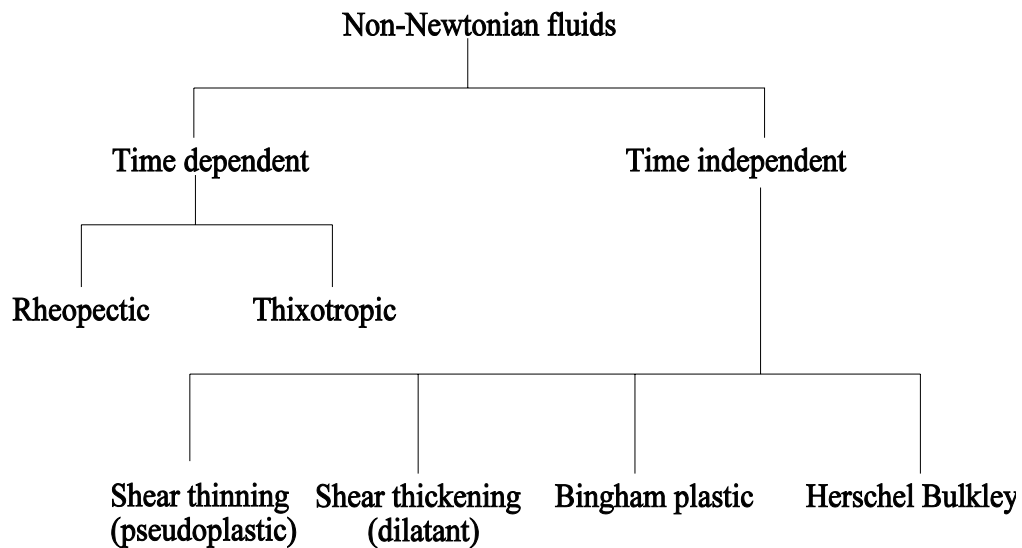 Non-Newtonian fluids
Time dependent
Time independent
Rheopectic
Thixotropic
Shear thinning
(pseudoplastic)
Shear thickening
(dilatant)
Bingham plastic
Herschel Bulkley